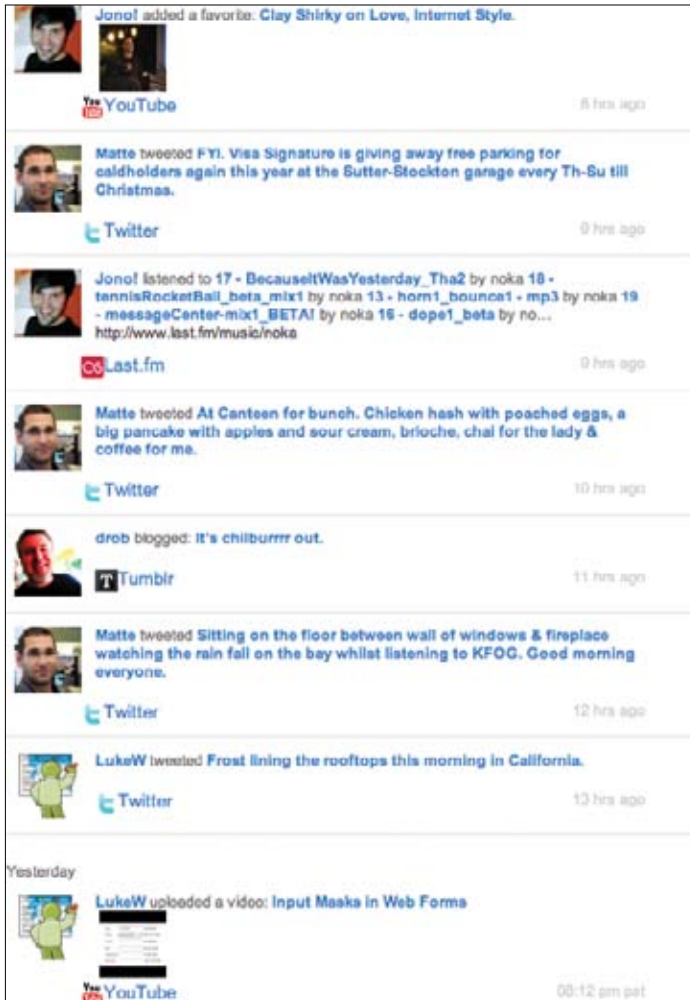 Jono! added a favorite: Clay Shirky on Love, Internet Style.
You Tube YouTube
8 hrs ago
Matte tweeted FYI. Visa Signature is giving away free parking for
caldholders again this year at the Sutter-Stockton garage every Th-Su till
Christmas.
t Twitter
9 hrs ago
Jono! listened to 17 - BecauseItWasYesterday_Tha2 by noka 18 -
tennisRocketBall_beta_mix1 by noka 13 - horn1_bounce1 - mp3 by noka 19
- messageCenter-mix1_BETA! by noka 16 - dope1_beta by no...
http://www.last.fm/music/noka
Last.fm
9 hrs ago
Matte tweeted At Canteen for bunch. Chicken hash with poached eggs, a
big pancake with apples and sour cream, brioche, chai for the lady &
coffee for me.
t Twitter
10 hrs ago
drob blogged: It's chilburrrr out.
T Tumblr
11 hrs ago
Matte tweeted Sitting on the floor between wall of windows & fireplace
watching the rain fall on the bay whilst listening to KFOG. Good morning
everyone.
t Twitter
12 hrs ago
LukeW tweeted Frost lining the rooftops this morning in California.
t Twitter
13 hrs ago
Yesterday
LukeW uploaded a video: Input Masks in Web Forms
You Tube YouTube
08:12 pm pst